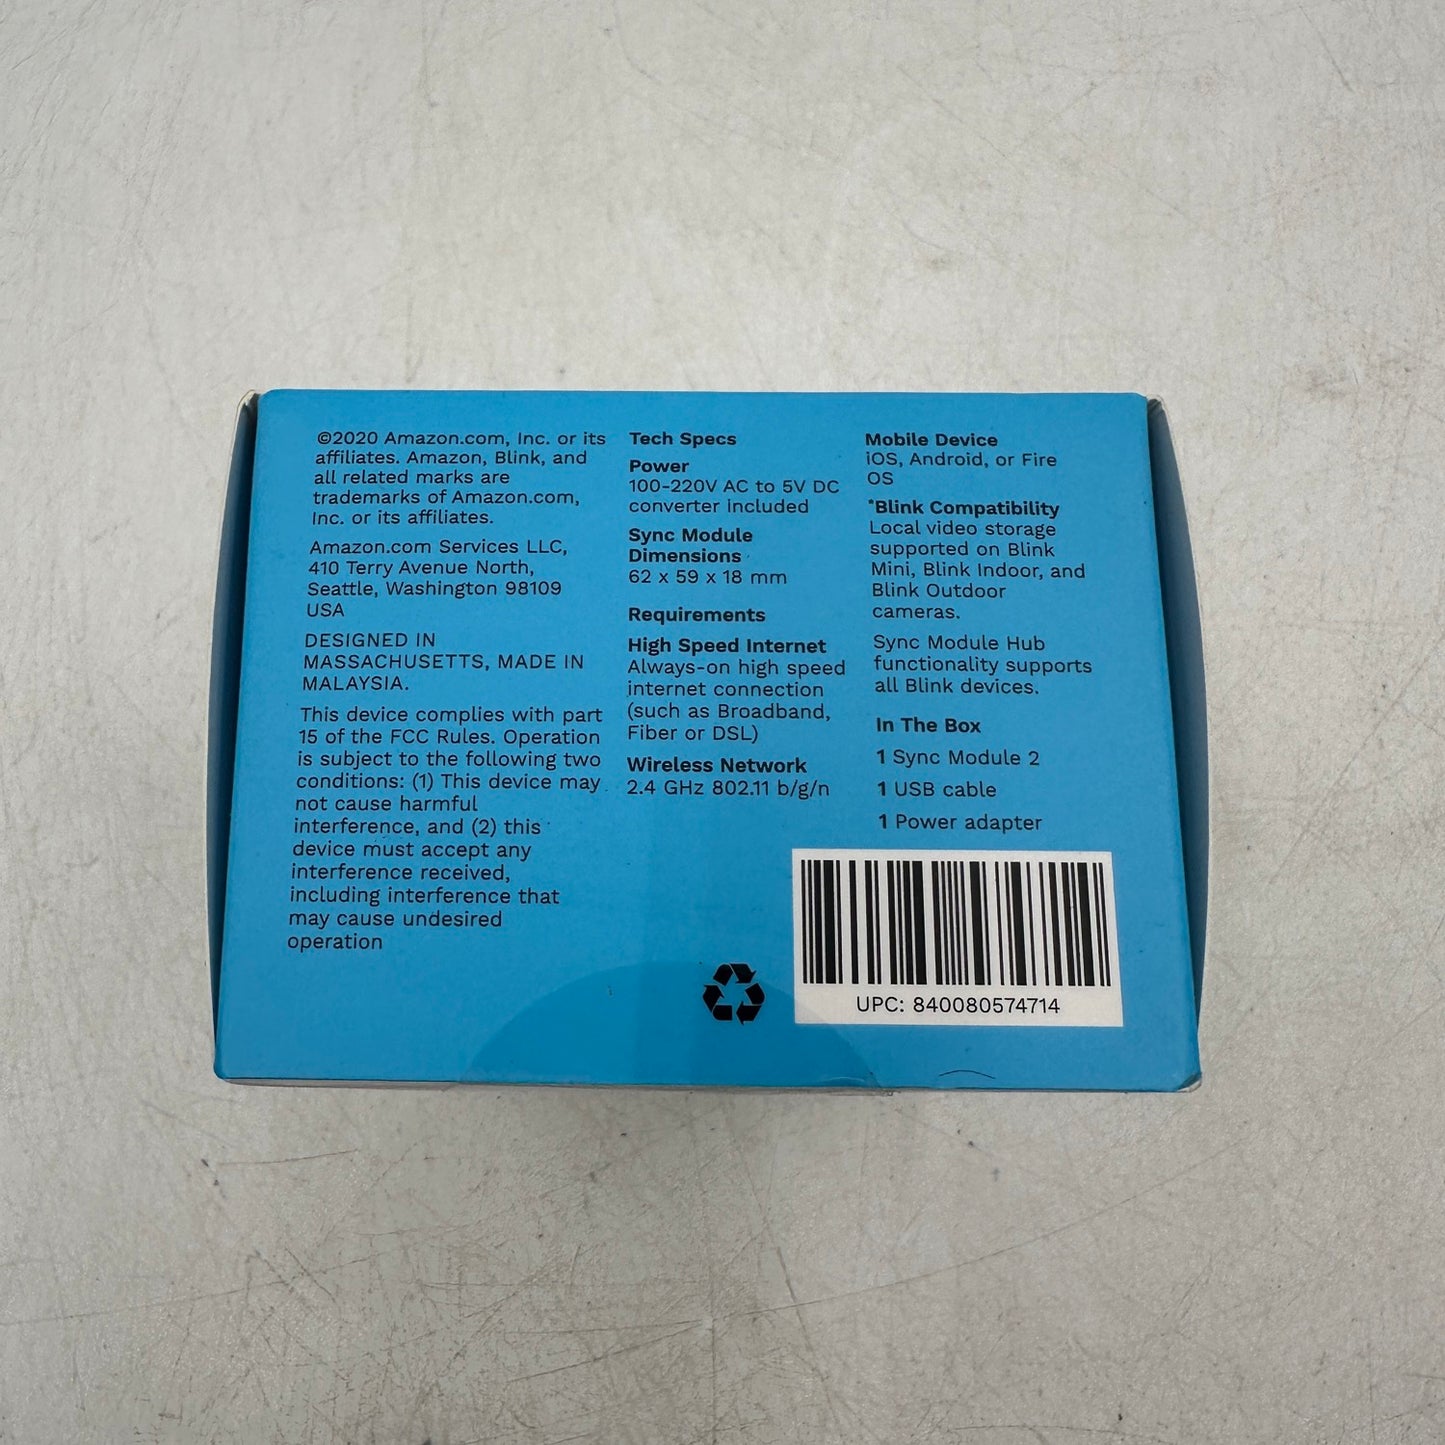 ©2020 Amazon.com, Inc. or its
affiliates. Amazon, Blink, and
all related marks are
trademarks of Amazon.com,
Inc. or its affiliates.
Amazon.com Services LLC,
410 Terry Avenue North,
Seattle, Washington 98109
USA
DESIGNED IN
MASSACHUSETTS, MADE IN
MALAYSIA.
This device complies with part
15 of the FCC Rules. Operation
is subject to the following two
conditions: (1) This device may
not cause harmful
interference, and (2) this
device must accept any
interference received,
including interference that
may cause undesired
operation
Tech Specs
Power
100-220V AC to 5V DC
converter included
Sync Module
Dimensions
62 x 59 x 18 mm
Requirements
High Speed Internet
Always-on high speed
internet connection
(such as Broadband,
Fiber or DSL)
Wireless Network
2.4 GHz 802.11 b/g/n
Mobile Device
iOS, Android, or Fire
OS
*Blink Compatibility
Local video storage
supported on Blink
Mini, Blink Indoor, and
Blink Outdoor
cameras.
Sync Module Hub
functionality supports
all Blink devices.
In The Box
1 Sync Module 2
1 USB cable
1 Power adapter
UPC: 840080574714